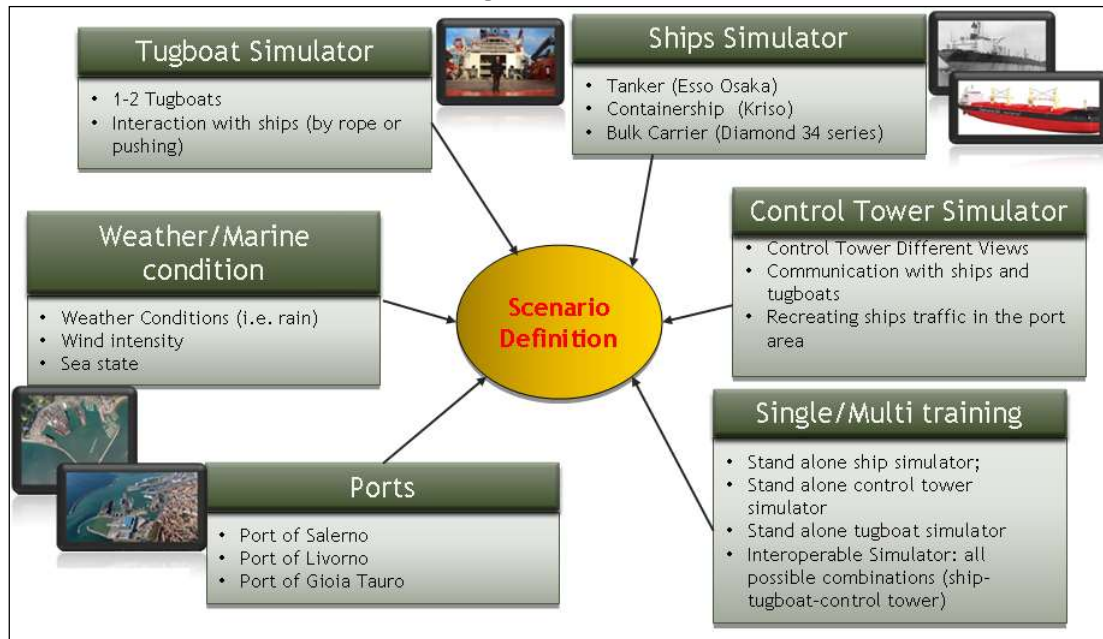 Tugboat Simulator
• 1-2 Tugboats
• Interaction with ships (by rope or
pushing)
Ships Simulator
• Tanker (Esso Osaka)
• Containership (Kriso)
• Bulk Carrier (Diamond 34 series)
Weather/Marine
condition
• Weather Conditions (i.e. rain)
• Wind intensity
• Sea state
Scenario
Definition
Control Tower Simulator
• Control Tower Different Views
• Communication with ships and
tugboats
• Recreating ships traffic in the port
area
Ports
• Port of Salerno
• Port of Livorno
• Port of Gioia Tauro
Single/Multi training
• Stand alone ship simulator;
• Stand alone control tower
simulator
• Stand alone tugboat simulator
• Interoperable Simulator: all
possible combinations (ship-
tugboat-control tower)